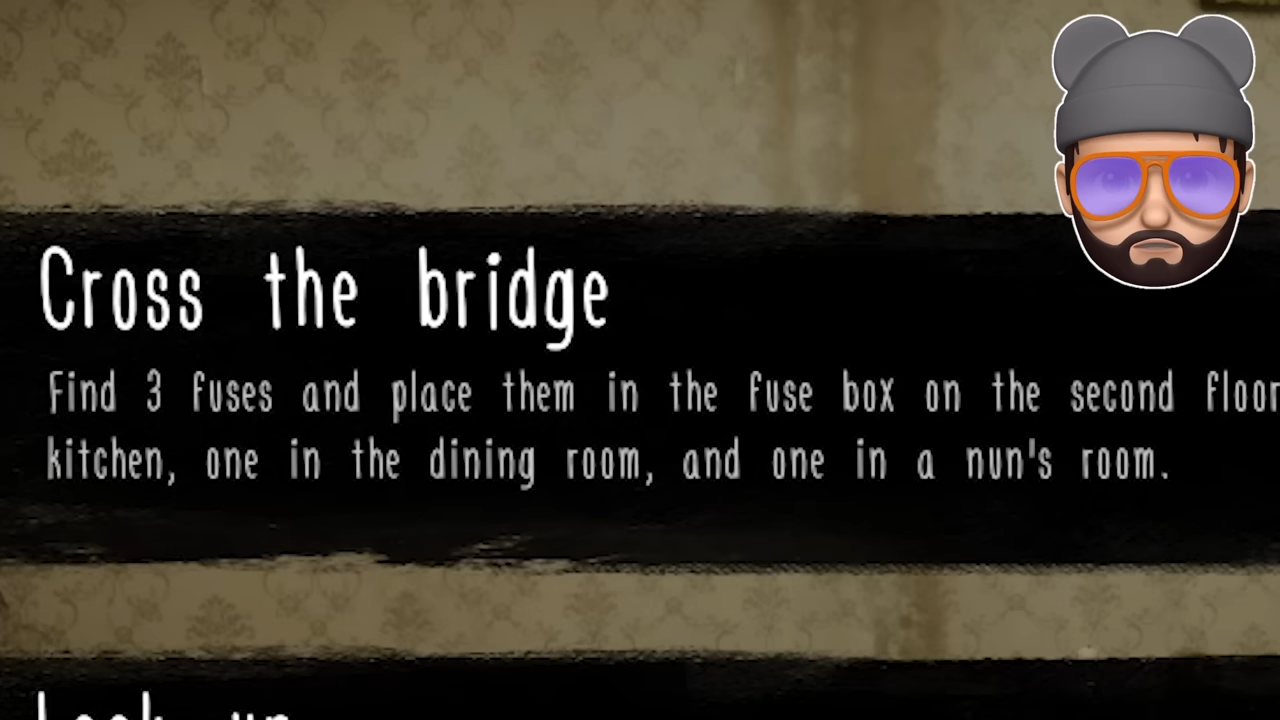 Cross the bridge
Find 3 fuses and place them in the fuse box on the second floor
kitchen, one in the dining room, and one in a nun's room.